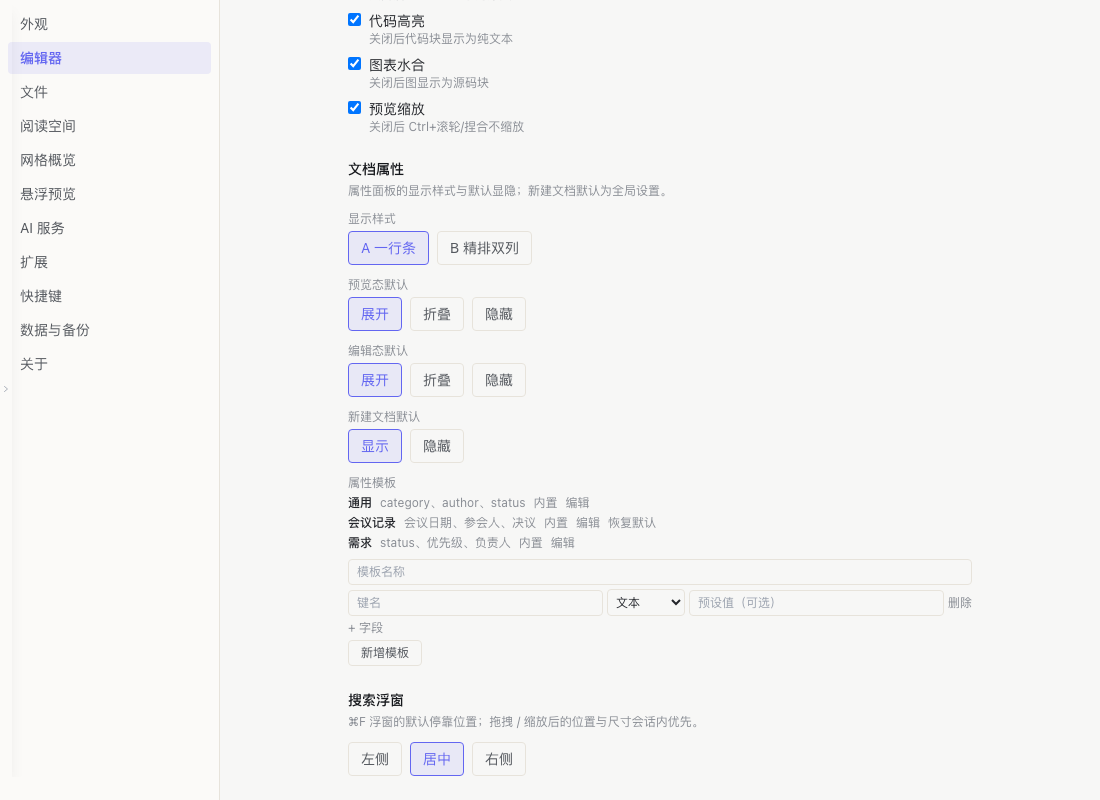 外观
编辑器
文件
阅读空间
网格概览
悬浮预览
AI 服务
扩展
快捷键
数据与备份
关于
代码高亮
关闭后代码块显示为纯文本
图表水合
关闭后图显示为源码块
预览缩放
关闭后 Ctrl+滚轮/捏合不缩放
文档属性
属性面板的显示样式与默认显隐；新建文档默认为全局设置。
显示样式
A 一行条 B 精排双列
预览态默认
展开 折叠 隐藏
编辑态默认
展开 折叠 隐藏
新建文档默认
显示 隐藏
属性模板
通用 category、author、status 内置 编辑
会议记录 会议日期、参会人、决议 内置 编辑 恢复默认
需求 status、优先级、负责人 内置 编辑
模板名称
键名 文本 预设值（可选） 删除
+ 字段
新增模板
搜索浮窗
⌘F 浮窗的默认停靠位置；拖拽 / 缩放后的位置与尺寸会话内优先。
左侧 居中 右侧